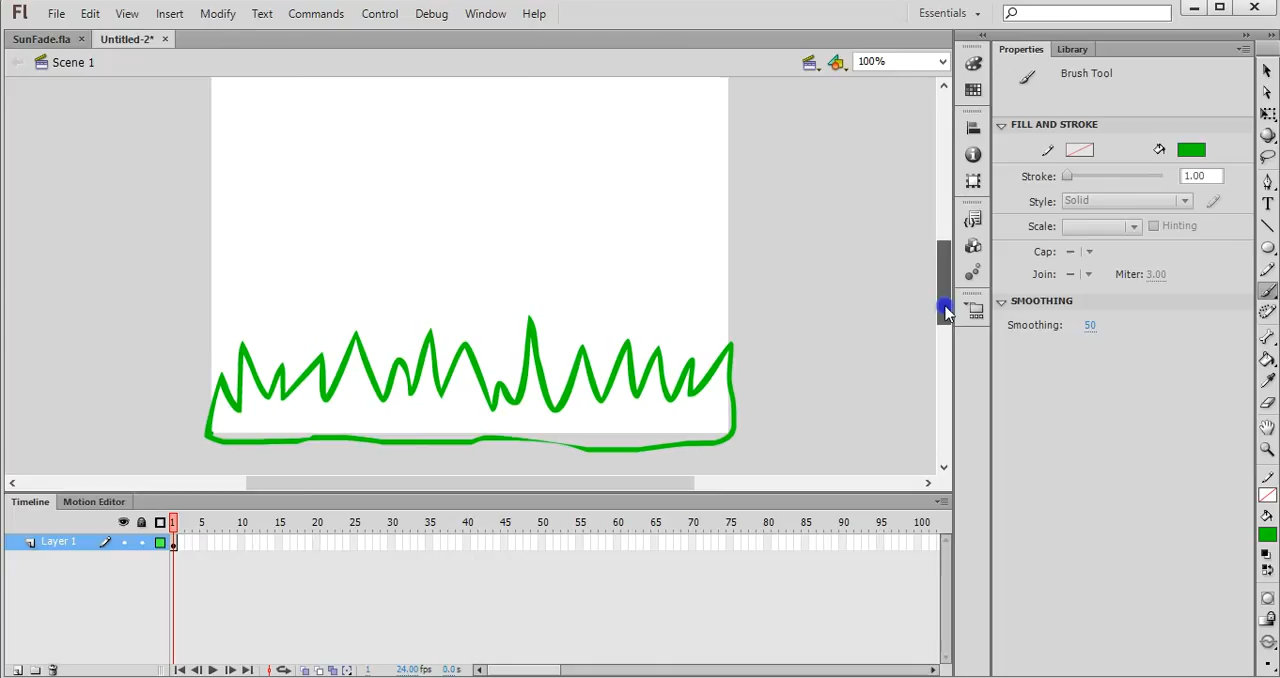 Fl File Edit View Insert Modify Text Commands Control Debug Window Help Essentials
SunFade.fla × Untitled-2* ×
Scene 1 100%
Properties Library
Brush Tool
FILL AND STROKE
Stroke: 1.00
Style: Solid
Scale: Hinting
Cap:
Join: Miter: 3.00
SMOOTHING
Smoothing: 50
Timeline Motion Editor
1 5 10 15 20 25 30 35 40 45 50 55 60 65 70 75 80 85 90 95 100
Layer 1
1 24.00 fps 0.0 s